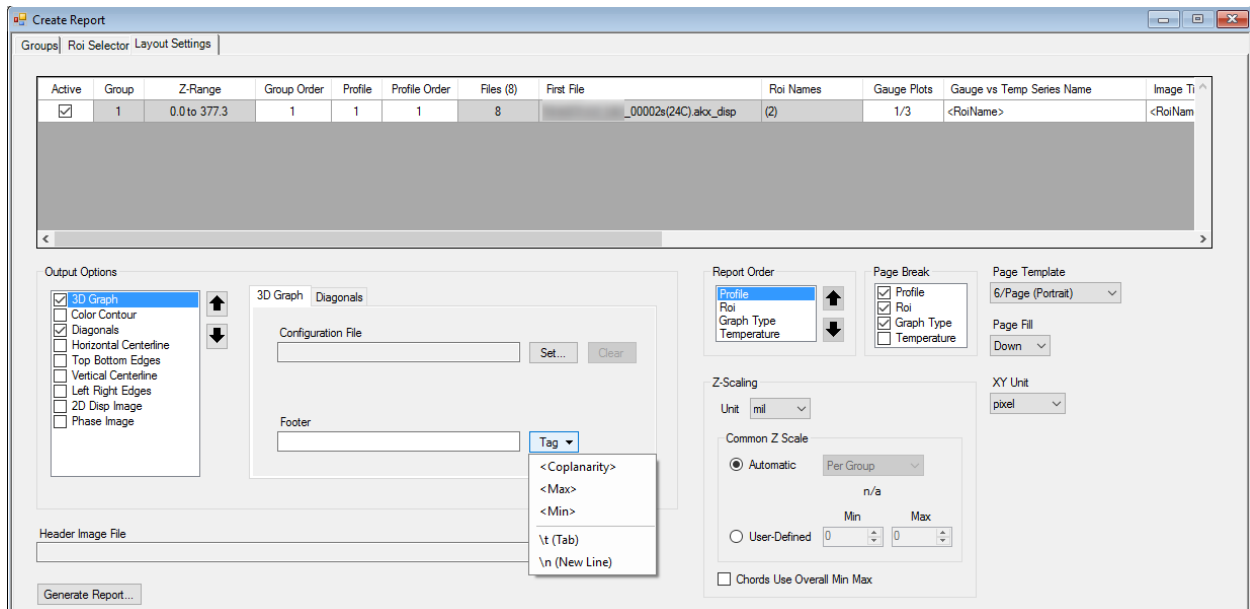 Create Report
Groups Roi Selector Layout Settings
Active Group Z-Range Group Order Profile Profile Order Files (8) First File Roi Names Gauge Plots Gauge vs Temp Series Name Image Ti
1 0.0 to 377.3 1 1 1 8 _00002s(24C).akx_disp (2) 1/3 <RoiName> <RoiNam
Output Options
3D Graph
Color Contour
Diagonals
Horizontal Centerline
Top Bottom Edges
Vertical Centerline
Left Right Edges
2D Disp Image
Phase Image
3D Graph Diagonals
Configuration File
Set... Clear
Footer
Tag
<Coplanarity>
<Max>
<Min>
\t (Tab)
\n (New Line)
Header Image File
Generate Report...
Report Order
Profile
Roi
Graph Type
Temperature
Page Break
Profile
Roi
Graph Type
Temperature
Page Template
6/Page (Portrait)
Page Fill
Down
XY Unit
pixel
Z-Scaling
Unit mil
Common Z Scale
Automatic Per Group
n/a
Min Max
User-Defined 0 0
Chords Use Overall Min Max